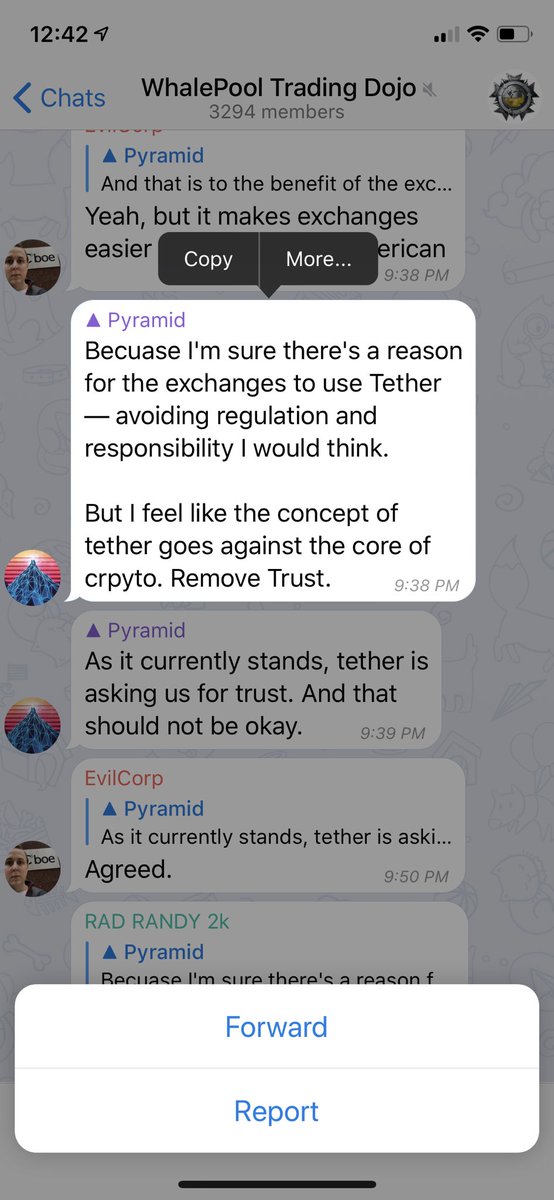 12:42
Chats
WhalePool Trading Dojo
3294 members
EvilCorp
▲ Pyramid
And that is to the benefit of the exc...
Yeah, but it makes exchanges
easier erican
9:38 PM
Copy
More...
Cboe
▲ Pyramid
Becuase I'm sure there's a reason
for the exchanges to use Tether
— avoiding regulation and
responsibility I would think.
But I feel like the concept of
tether goes against the core of
crpyto. Remove Trust.
9:38 PM
▲ Pyramid
As it currently stands, tether is
asking us for trust. And that
should not be okay.
9:39 PM
EvilCorp
▲ Pyramid
As it currently stands, tether is aski...
Agreed.
9:50 PM
Cboe
RAD RANDY 2k
▲ Pyramid
Becuase I'm sure there's a reason f
Forward
Report